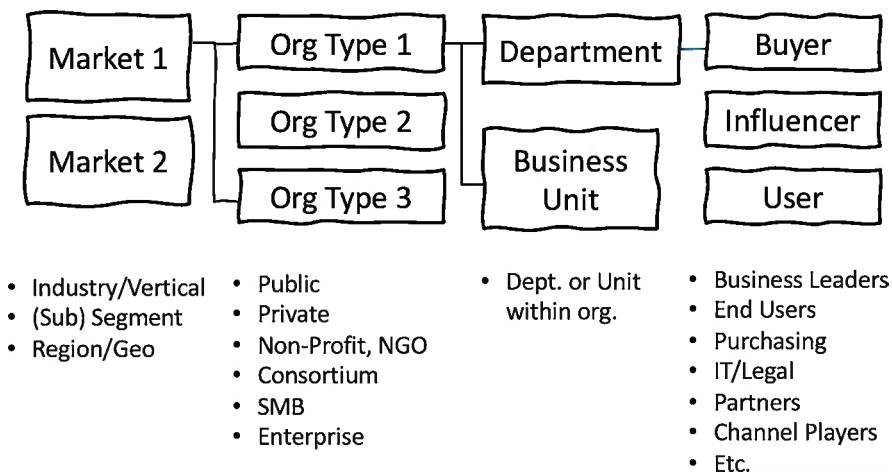 Market 1
Market 2
Org Type 1
Org Type 2
Org Type 3
Department
Business
Unit
Buyer
Influencer
User
• Industry/Vertical
• (Sub) Segment
• Region/Geo
• Public
• Private
• Non-Profit, NGO
• Consortium
• SMB
• Enterprise
• Dept. or Unit
within org.
• Business Leaders
• End Users
• Purchasing
• IT/Legal
• Partners
• Channel Players
• Etc.